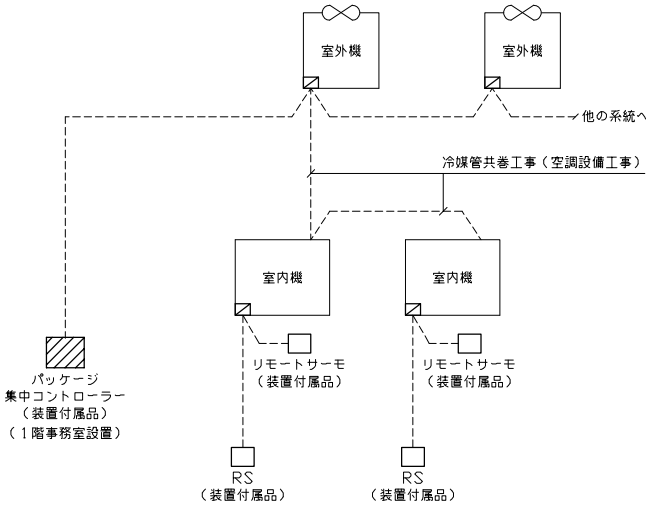 室外機
室外機
他の系統へ
冷媒管共巻工事(空調設備工事)
室内機
室内機
リモートサーモ
(装置付属品)
リモートサーモ
(装置付属品)
パッケージ
集中コントローラー
(装置付属品)
(1階事務室設置)
RS
(装置付属品)
RS
(装置付属品)